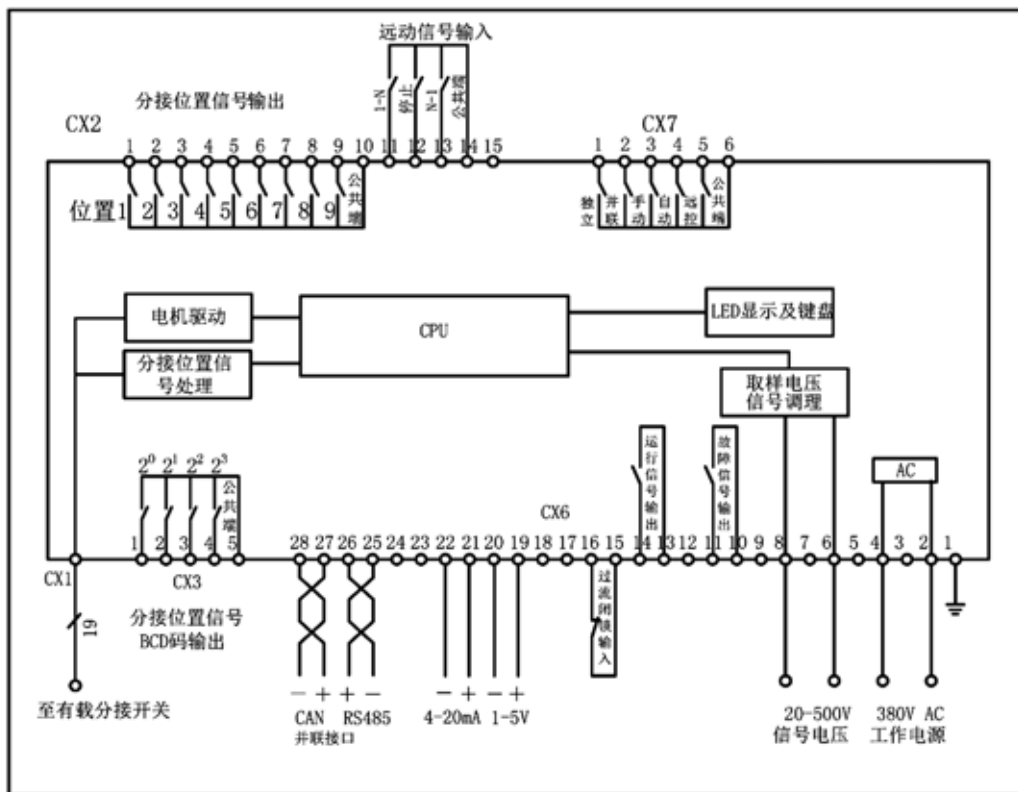 远动信号输入
分接位置信号输出
1-N
停止
N-1
公共端
CX2
CX7
1 2 3 4 5 6 7 8 9 10 11 12 13 14 15
1 2 3 4 5 6
位置1 2 3 4 5 6 7 8 9 公共端
独立 并联 手动 自动 远控 公共端
电机驱动
CPU
LED显示及键盘
分接位置信
号处理
取样电压
信号调理
运行信号输出
故障信号输出
AC
2⁰ 2¹ 2² 2³ 公共端
CX6
1 2 3 4 5
28 27 26 25 24 23 22 21 20 19 18 17 16 15 14 13 12 11 10 9 8 7 6 5 4 3 2 1
CX1
CX3
19
分接位置信号
BCD码输出
过流闭锁输入
至有载分接开关
- + + -
- + - +
CAN RS485
并联接口
4-20mA 1-5V
20-500V
信号电压
380V AC
工作电源